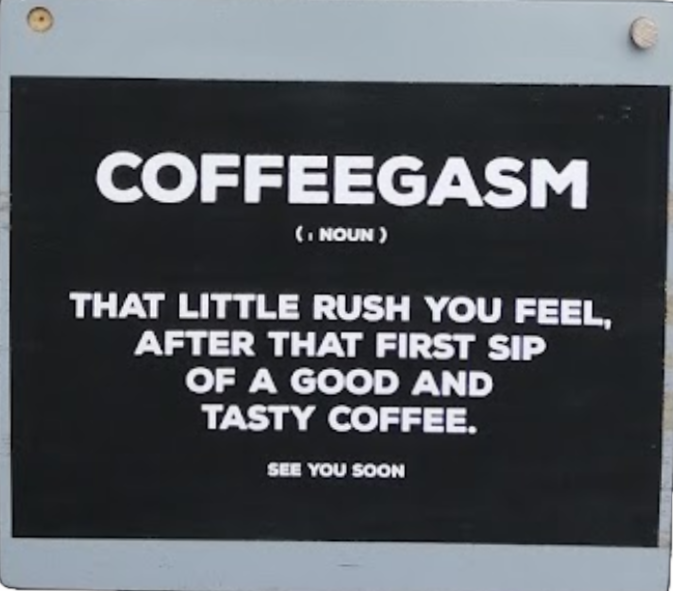 COFFEEGASM
( : NOUN )
THAT LITTLE RUSH YOU FEEL,
AFTER THAT FIRST SIP
OF A GOOD AND
TASTY COFFEE.
SEE YOU SOON